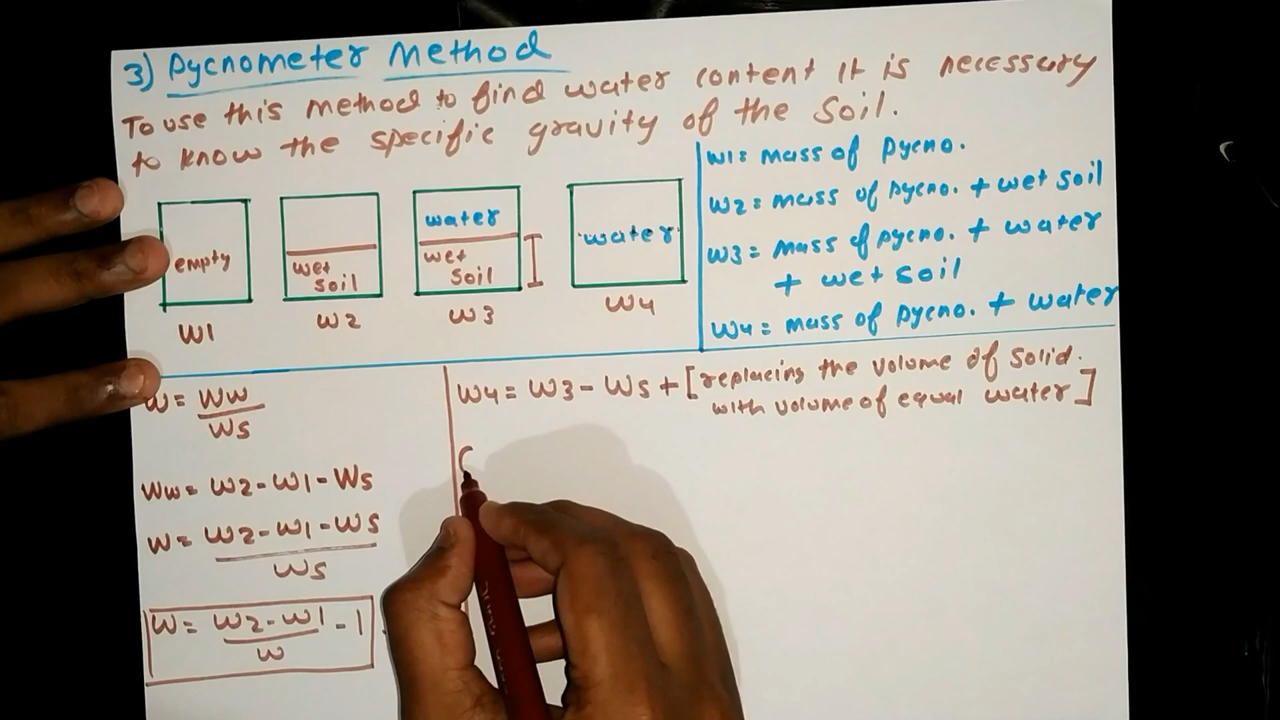 3) Pycnometer Method
To use this method to find water content it is necessary
to know the specific gravity of the Soil.
empty
wet
soil
water
wet
soil
water
W1
W2
W3
W4
W1= mass of pycno.
W2= mass of pycno. + wet soil
W3= mass of pycno. + water
+ wet soil
W4= mass of pycno. + water
W= Ww
Ws
Ww= W2-W1-Ws
W= W2-W1-Ws
Ws
W= W2-W1 -1
W
W4= W3-Ws+[replacing the volume of solid.
with volume of equal water]